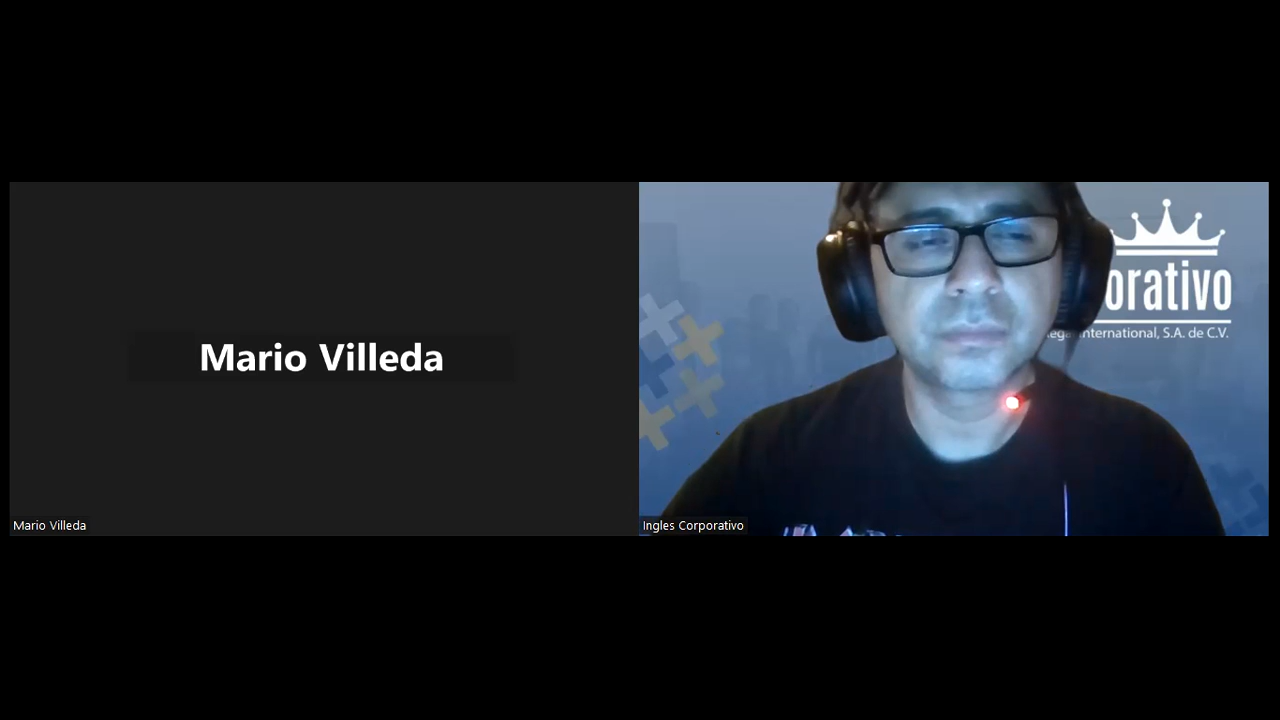 Mario Villeda
orativo
International, S.A. de C.V.
Mario Villeda
Ingles Corporativo